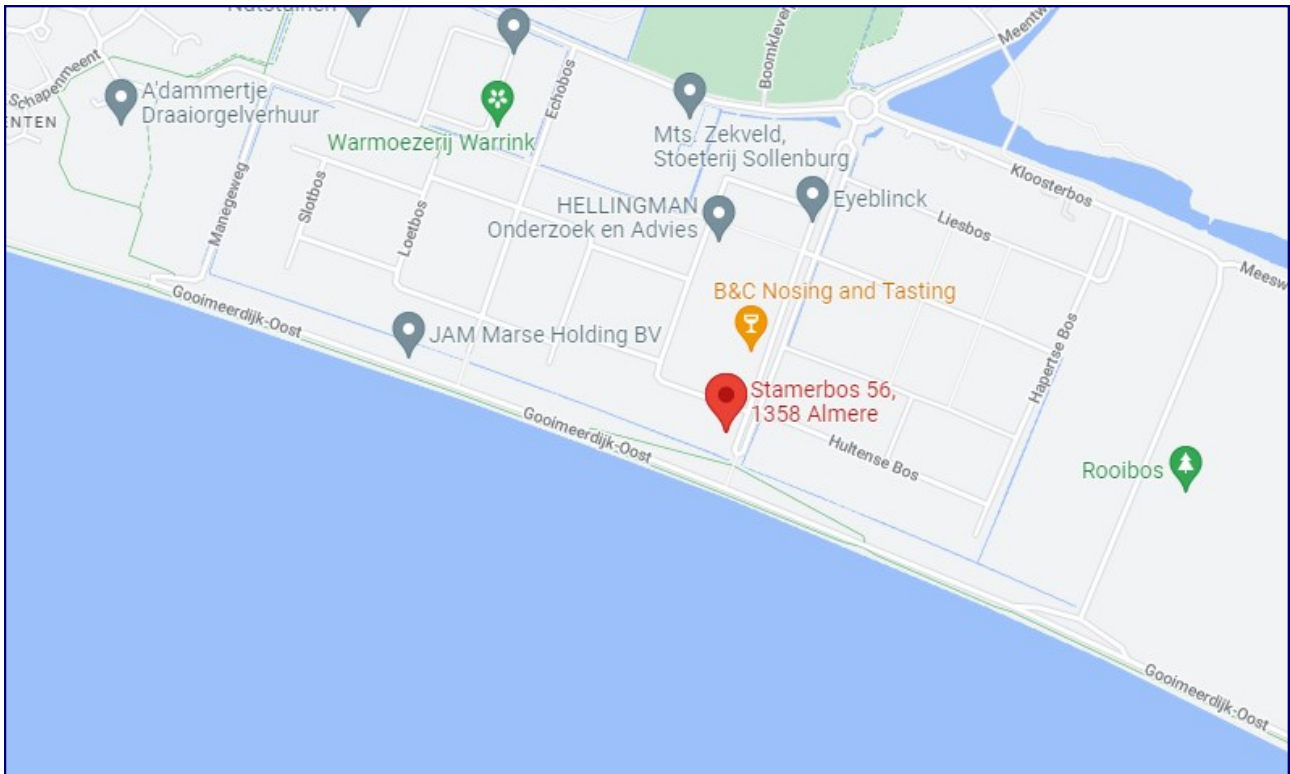 Schapenmeent
ENTEN
A'dammertje
Draaiorgelverhuur
Warmoezerij Warrink
Echobos
Boomklever
Mts. Zekveld,
Stoeterij Sollenburg
Meentw
Kloosterbos
Meesw
Manegeweg
Slotbos
Loetbos
HELLINGMAN
Onderzoek en Advies
Eyeblinck
Liesbos
Gooimeerdijk-Oost
JAM Marse Holding BV
B&C Nosing and Tasting
Hapertse Bos
Stamerbos 56,
1358 Almere
Gooimeerdijk-Oost
Hultense Bos
Rooibos
Gooimeerdijk-Oost